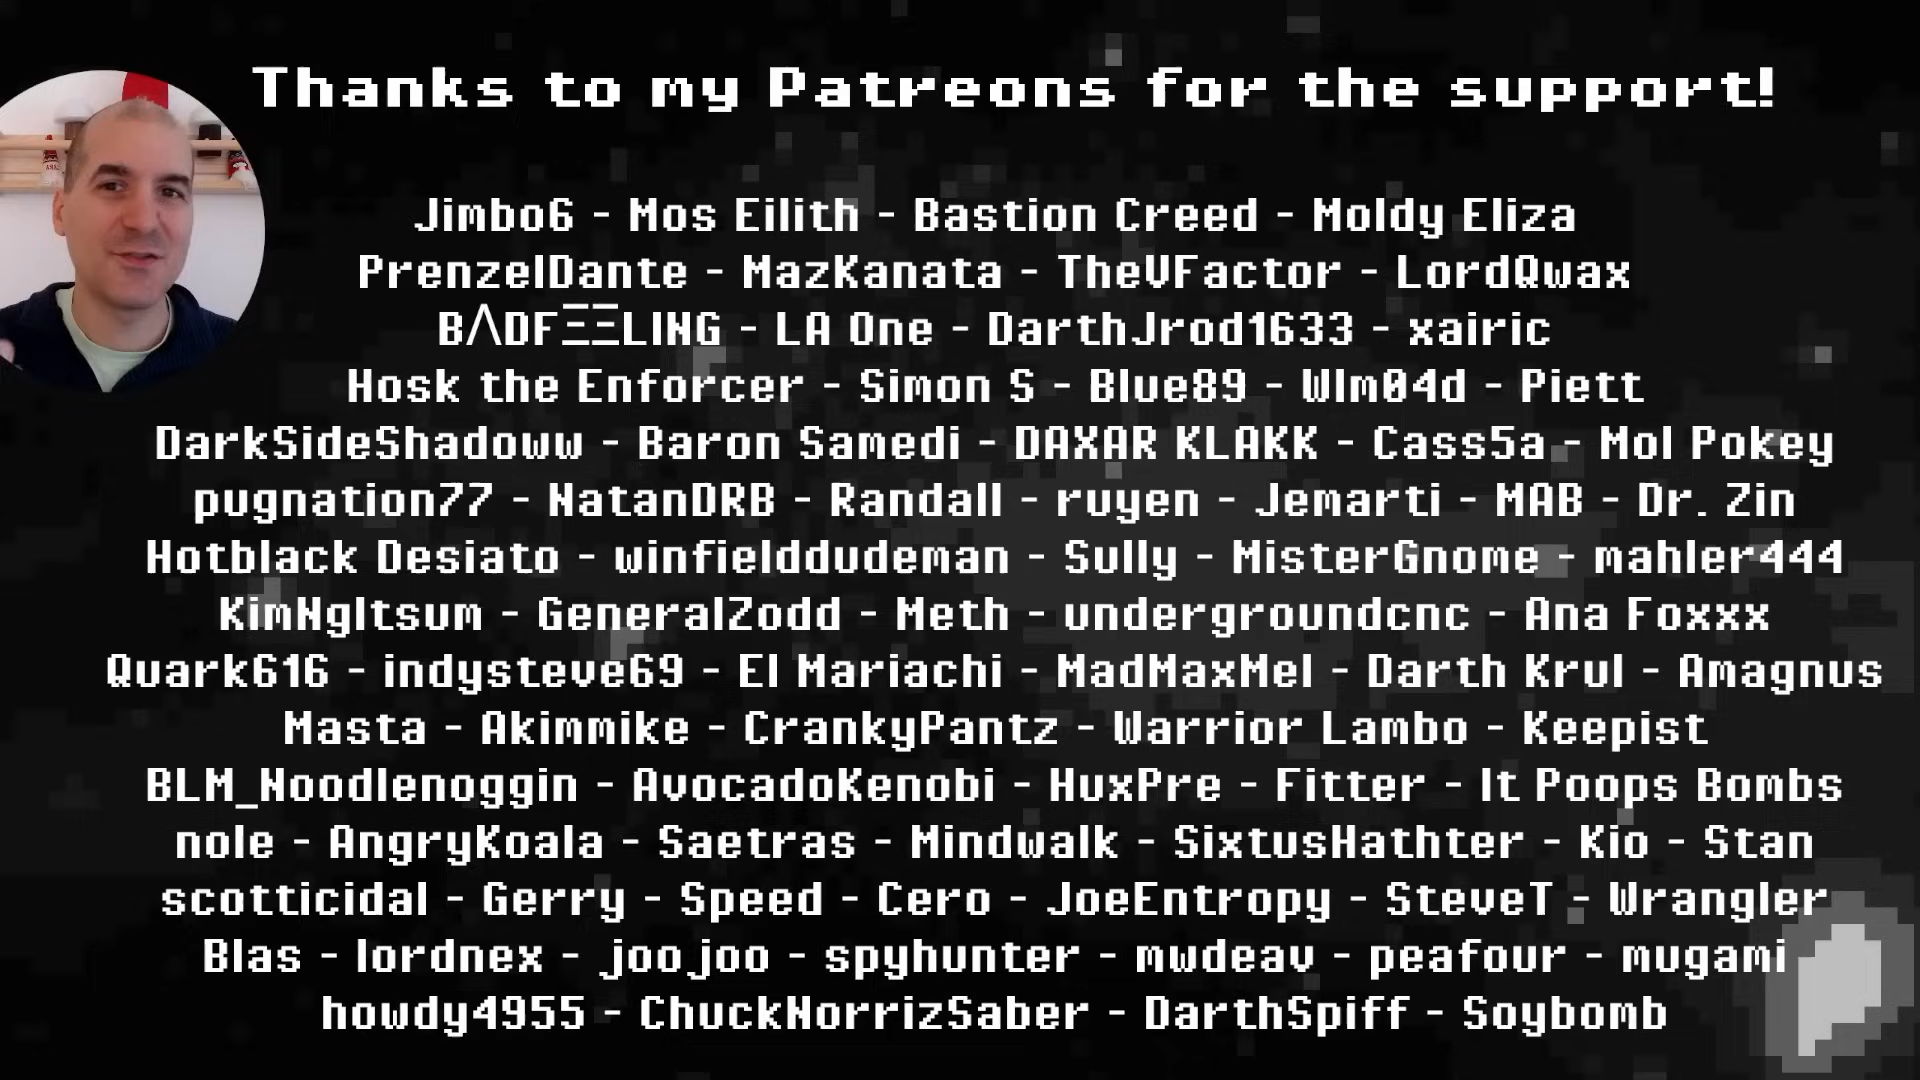 Thanks to my Patreons for the support!
Jimbo6 - Mos Eilith - Bastion Creed - Moldy Eliza
PrenzelDante - MazKanata - TheVFactor - LordQwax
BΛDFΞΞLING - LA One - DarthJrod1633 - xairic
Hosk the Enforcer - Simon S - Blue89 - Wlm04d - Piett
DarkSideShadoww - Baron Samedi - DAXAR KLAKK - Cass5a - Mol Pokey
pugnation77 - NatanDRB - Randall - ruyen - Jemarti - MAB - Dr. Zin
Hotblack Desiato - winfielddudeman - Sully - MisterGnome - mahler444
KimNgltsum - GeneralZodd - Meth - undergroundcnc - Ana Foxxx
Quark616 - indysteve69 - El Mariachi - MadMaxMel - Darth Krul - Amagnus
Masta - Akimmike - CrankyPantz - Warrior Lambo - Keepist
BLM_Noodlenoggin - AvocadoKenobi - HuxPre - Fitter - It Poops Bombs
nole - AngryKoala - Saetras - Mindwalk - SixtusHathter - Kio - Stan
scotticidal - Gerry - Speed - Cero - JoeEntropy - SteveT - Wrangler
Blas - lordnex - joojoo - spyhunter - mwdeav - peafour - mugami
howdy4955 - ChuckNorrizSaber - DarthSpiff - Soybomb